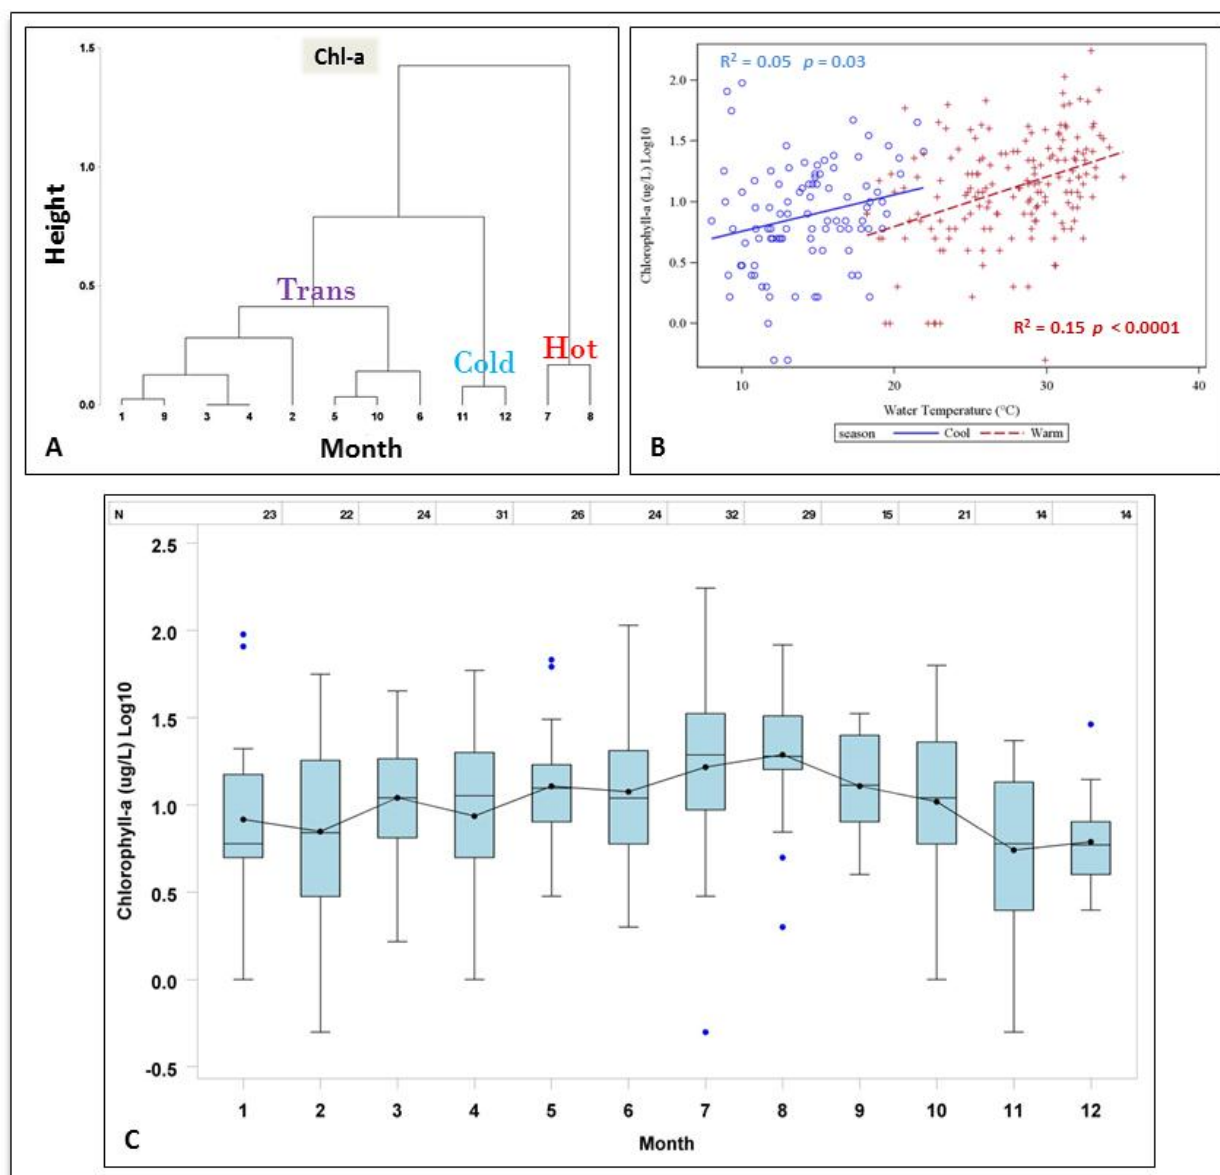 Chl-a
1.5
1.0
0.5
0.0
Height
Trans
Cold
Hot
1 9 3 4 2 5 10 6 11 12 7 8
A
Month
R² = 0.05 p = 0.03
2.0
1.5
1.0
0.5
0.0
Chlorophyll-a (ug/L) Log10
R² = 0.15 p < 0.0001
10 20 30 40
Water Temperature (°C)
season Cool Warm
B
N 23 22 24 31 26 24 32 29 15 21 14 14
2.5
2.0
1.5
1.0
0.5
0.0
-0.5
Chlorophyll-a (ug/L) Log10
1 2 3 4 5 6 7 8 9 10 11 12
Month
C